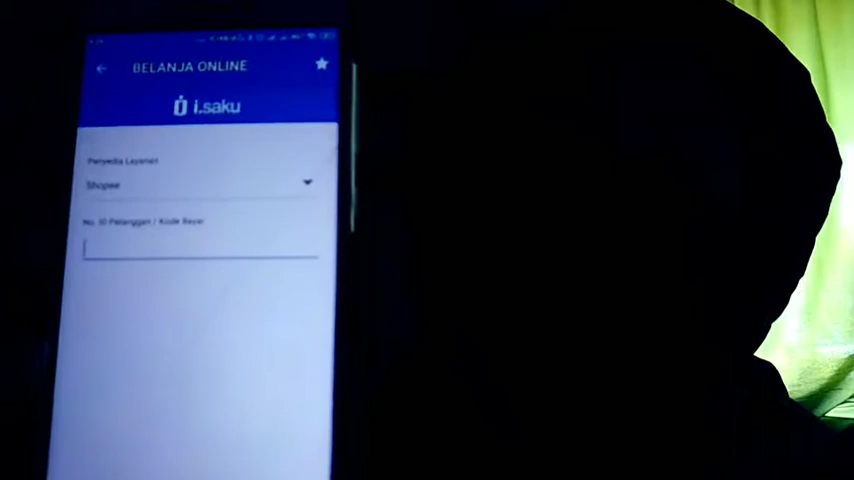 BELANJA ONLINE
i.saku
Penyedia Layanan
Shopee
No. ID Pelanggan / Kode Bayar